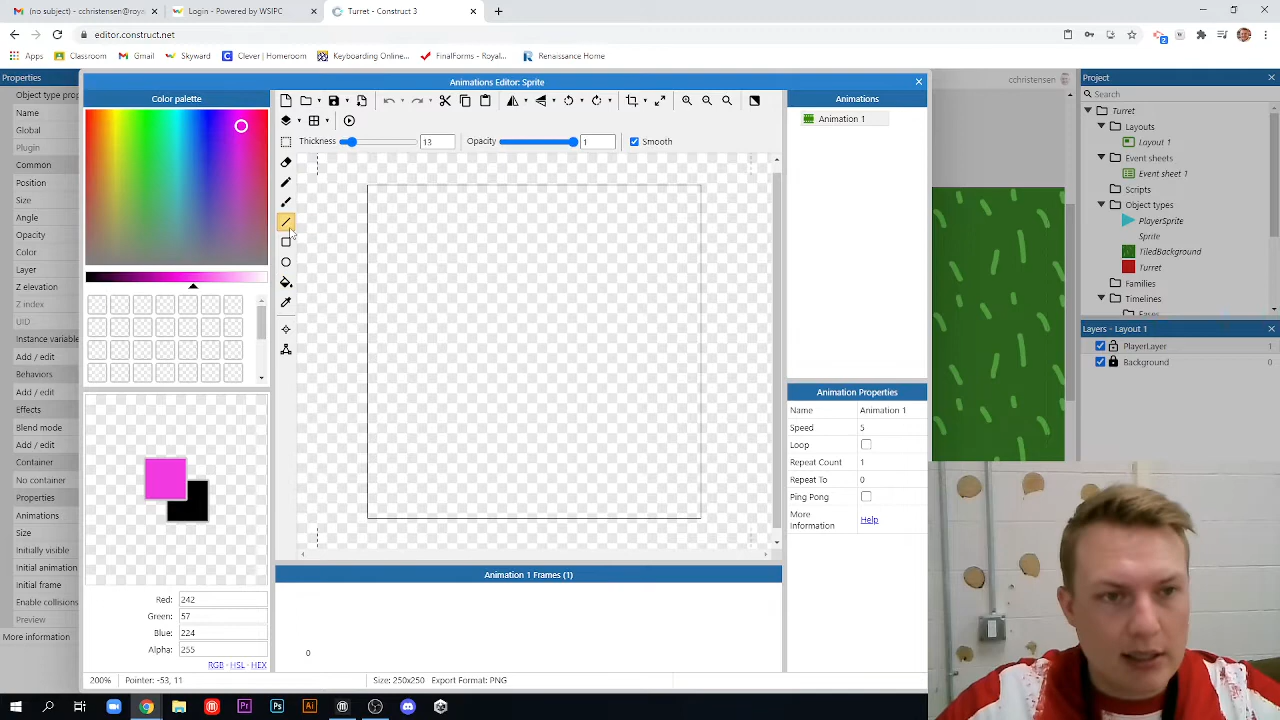 (no subject) - christensen@roy
Login - Powered by WSIPC
Turret - Construct 3
editor.construct.net
Apps
Classroom
Gmail
Skyward
Clever | Homeroom
Keyboarding Online...
FinalForms - Royal...
Renaissance Home
Properties
Object type prop
Name
Global
Plugin
Common
Position
Size
Angle
Opacity
Color
Layer
Z elevation
Z index
UID
Instance variable
Add / edit
Behaviors
Add / edit
Effects
Blend mode
Add / edit
Container
No container
Properties
Animations
Size
Initially visible
Initial animation
Initial frame
Enable collisions
Preview
More information
Animations Editor: Sprite
Color palette
Red: 242
Green: 57
Blue: 224
Alpha: 255
RGB - HSL - HEX
Thickness 13 Opacity 1 Smooth
Animation 1 Frames (1)
0
200% Pointer: -53, 11 Size: 250x250 Export Format: PNG
Animations
Animation 1
Animation Properties
Name Animation 1
Speed 5
Loop
Repeat Count 1
Repeat To 0
Ping Pong
More Information Help
cchristensen
Project
Search
Turret
Layouts
Layout 1
Event sheets
Event sheet 1
Scripts
Object types
PlayerSprite
Sprite
TiledBackground
Turret
Families
Timelines
Layers - Layout 1
PlayerLayer 1
Background 0